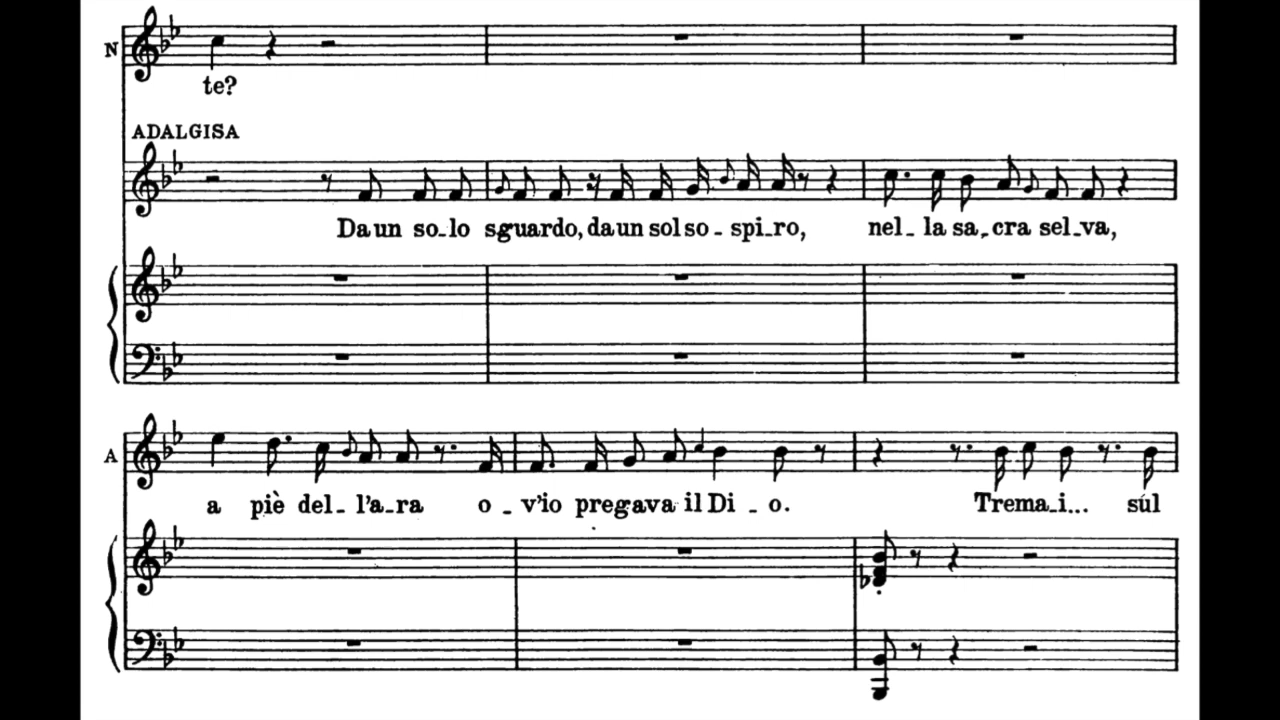 N
te?
ADALGISA
Da un so-lo sguardo, da un sol so-spi-ro, nel-la sa-cra sel-va,
A
a piè del-l'a-ra o-v'io pregava il Di-o. Trema-i... sul